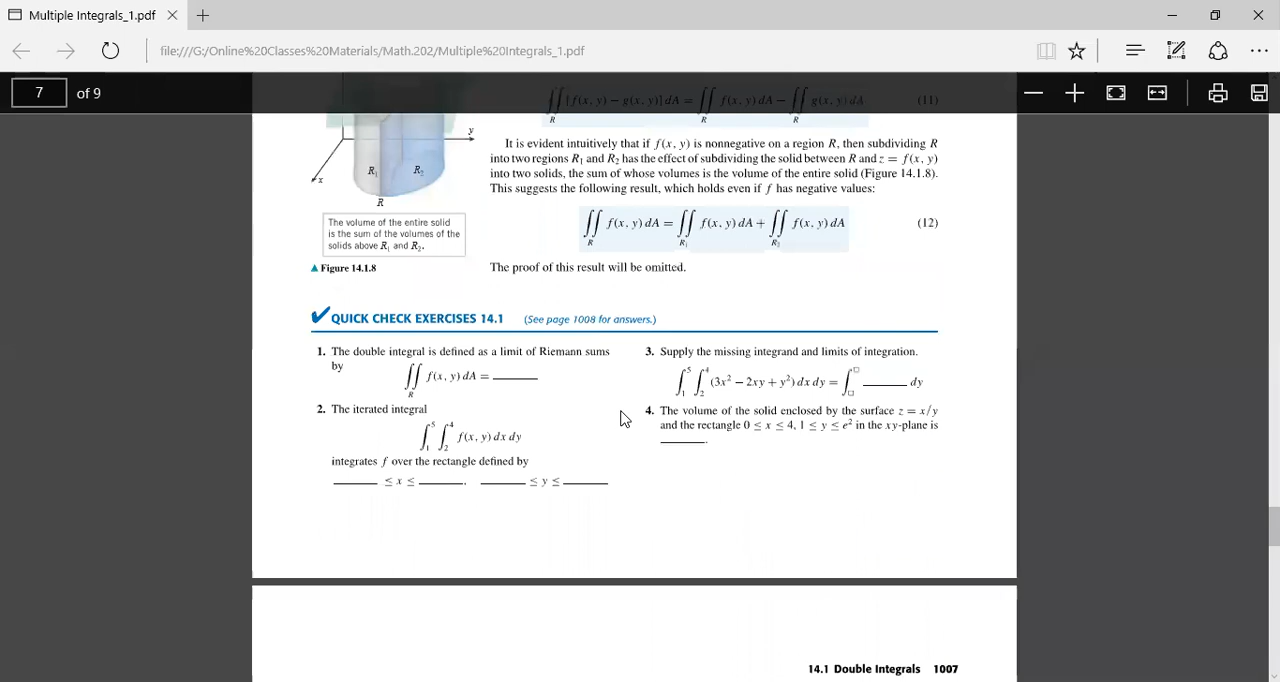 Multiple Integrals_1.pdf
file:///G:/Online%20Classes%20Materials/Math.202/Multiple%20Integrals_1.pdf
7 of 9
∬R [f(x, y) − g(x, y)] dA = ∬R f(x, y) dA − ∬R g(x, y) dA (11)
y
x
R₁ R₂
R
The volume of the entire solid
is the sum of the volumes of the
solids above R₁ and R₂.
▲ Figure 14.1.8
It is evident intuitively that if f(x, y) is nonnegative on a region R, then subdividing R
into two regions R₁ and R₂ has the effect of subdividing the solid between R and z = f(x, y)
into two solids, the sum of whose volumes is the volume of the entire solid (Figure 14.1.8).
This suggests the following result, which holds even if f has negative values:
∬R f(x, y) dA = ∬R₁ f(x, y) dA + ∬R₂ f(x, y) dA (12)
The proof of this result will be omitted.
✔QUICK CHECK EXERCISES 14.1 (See page 1008 for answers.)
1. The double integral is defined as a limit of Riemann sums
by
∬R f(x, y) dA = ______
2. The iterated integral
∫₁⁵ ∫₂⁴ f(x, y) dx dy
integrates f over the rectangle defined by
______ ≤ x ≤ ______, ______ ≤ y ≤ ______
3. Supply the missing integrand and limits of integration.
∫₁⁵ ∫₂⁴ (3x² − 2xy + y²) dx dy = ∫□□ ______ dy
4. The volume of the solid enclosed by the surface z = x/y
and the rectangle 0 ≤ x ≤ 4, 1 ≤ y ≤ e² in the xy-plane is
______.
14.1 Double Integrals 1007